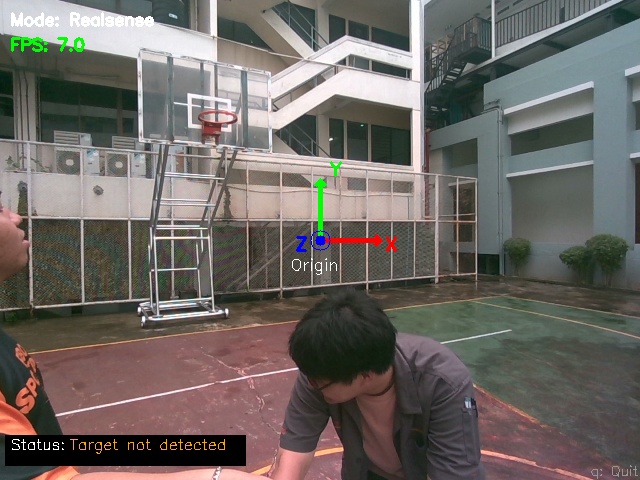 Mode: Realsense
FPS: 7.0
Y
Z
X
Origin
Status: Target not detected
q: Quit